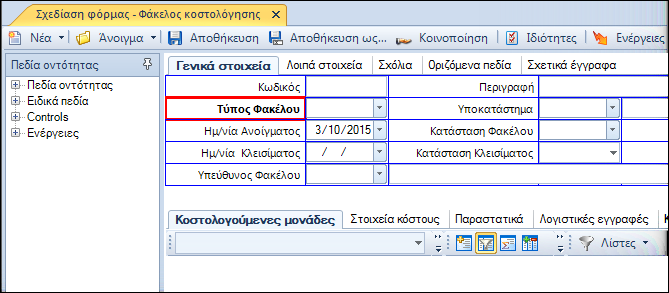 Σχεδίαση φόρμας - Φάκελος κοστολόγησης
Νέα Άνοιγμα Αποθήκευση Αποθήκευση ως... Κοινοποίηση Ιδιότητες Ενέργειες
Πεδία οντότητας
Πεδία οντότητας
Ειδικά πεδία
Controls
Ενέργειες
Γενικά στοιχεία Λοιπά στοιχεία Σχόλια Οριζόμενα πεδία Σχετικά έγγραφα
Κωδικός Περιγραφή
Τύπος Φακέλου Υποκατάστημα
Ημ/νία Ανοίγματος 3/10/2015 Κατάσταση Φακέλου
Ημ/νία Κλεισίματος / / Κατάσταση Κλεισίματος
Υπεύθυνος Φακέλου
Κοστολογούμενες μονάδες Στοιχεία κόστους Παραστατικά Λογιστικές εγγραφές
Λίστες